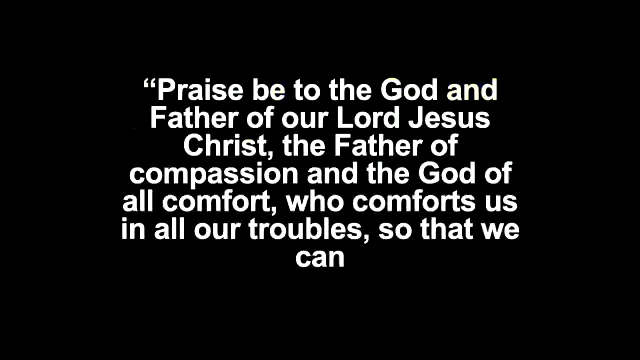 “Praise be to the God and
Father of our Lord Jesus
Christ, the Father of
compassion and the God of
all comfort, who comforts us
in all our troubles, so that we
can